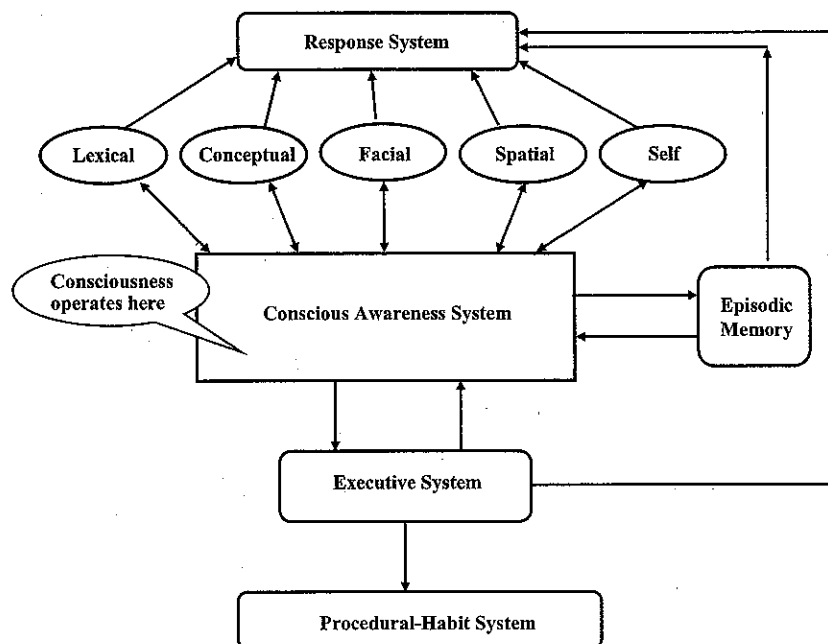 Response System
Lexical
Conceptual
Facial
Spatial
Self
Consciousness
operates here
Conscious Awareness System
Episodic
Memory
Executive System
Procedural-Habit System